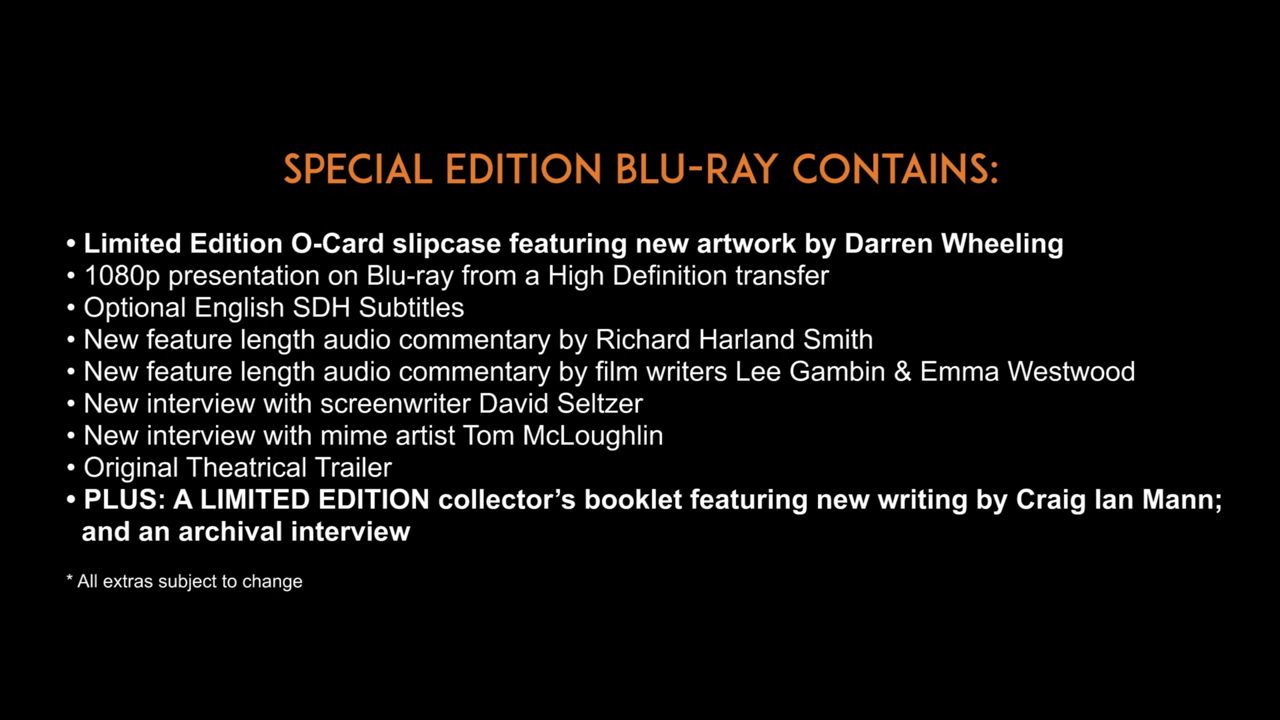 SPECIAL EDITION BLU-RAY CONTAINS:
• Limited Edition O-Card slipcase featuring new artwork by Darren Wheeling
• 1080p presentation on Blu-ray from a High Definition transfer
• Optional English SDH Subtitles
• New feature length audio commentary by Richard Harland Smith
• New feature length audio commentary by film writers Lee Gambin & Emma Westwood
• New interview with screenwriter David Seltzer
• New interview with mime artist Tom McLoughlin
• Original Theatrical Trailer
• PLUS: A LIMITED EDITION collector’s booklet featuring new writing by Craig Ian Mann;
and an archival interview
* All extras subject to change